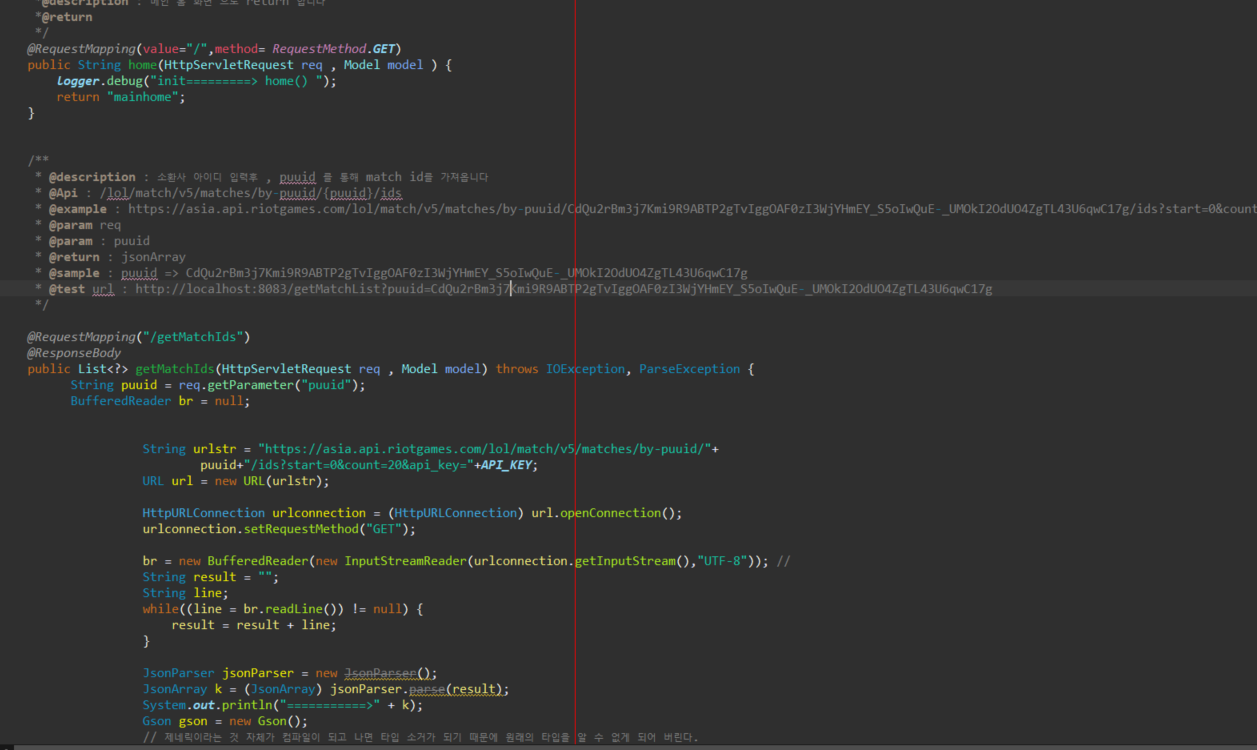 *@description : 메인 홈 화면 으로 return 합니다
*@return
*/
@RequestMapping(value="/",method= RequestMethod.GET)
public String home(HttpServletRequest req , Model model ) {
logger.debug("init=========> home() ");
return "mainhome";
}
/**
* @description : 소환사 아이디 입력후 , puuid 를 통해 match id를 가져옵니다
* @Api : /lol/match/v5/matches/by-puuid/{puuid}/ids
* @example : https://asia.api.riotgames.com/lol/match/v5/matches/by-puuid/CdQu2rBm3j7Kmi9R9ABTP2gTvIggOAF0zI3WjYHmEY_S5oIwQuE-_UMOkI2OdUO4ZgTL43U6qwC17g/ids?start=0&count
* @param req
* @param : puuid
* @return : jsonArray
* @sample : puuid => CdQu2rBm3j7Kmi9R9ABTP2gTvIggOAF0zI3WjYHmEY_S5oIwQuE-_UMOkI2OdUO4ZgTL43U6qwC17g
* @test url : http://localhost:8083/getMatchList?puuid=CdQu2rBm3j7Kmi9R9ABTP2gTvIggOAF0zI3WjYHmEY_S5oIwQuE-_UMOkI2OdUO4ZgTL43U6qwC17g
*/
@RequestMapping("/getMatchIds")
@ResponseBody
public List<?> getMatchIds(HttpServletRequest req , Model model) throws IOException, ParseException {
String puuid = req.getParameter("puuid");
BufferedReader br = null;
String urlstr = "https://asia.api.riotgames.com/lol/match/v5/matches/by-puuid/"+
puuid+"/ids?start=0&count=20&api_key="+API_KEY;
URL url = new URL(urlstr);
HttpURLConnection urlconnection = (HttpURLConnection) url.openConnection();
urlconnection.setRequestMethod("GET");
br = new BufferedReader(new InputStreamReader(urlconnection.getInputStream(),"UTF-8")); //
String result = "";
String line;
while((line = br.readLine()) != null) {
result = result + line;
}
JsonParser jsonParser = new JsonParser();
JsonArray k = (JsonArray) jsonParser.parse(result);
System.out.println("===========>" + k);
Gson gson = new Gson();
// 제네릭이라는 것 자체가 컴파일이 되고 나면 타입 소거가 되기 때문에 원래의 타입을 알 수 없게 되어 버린다.